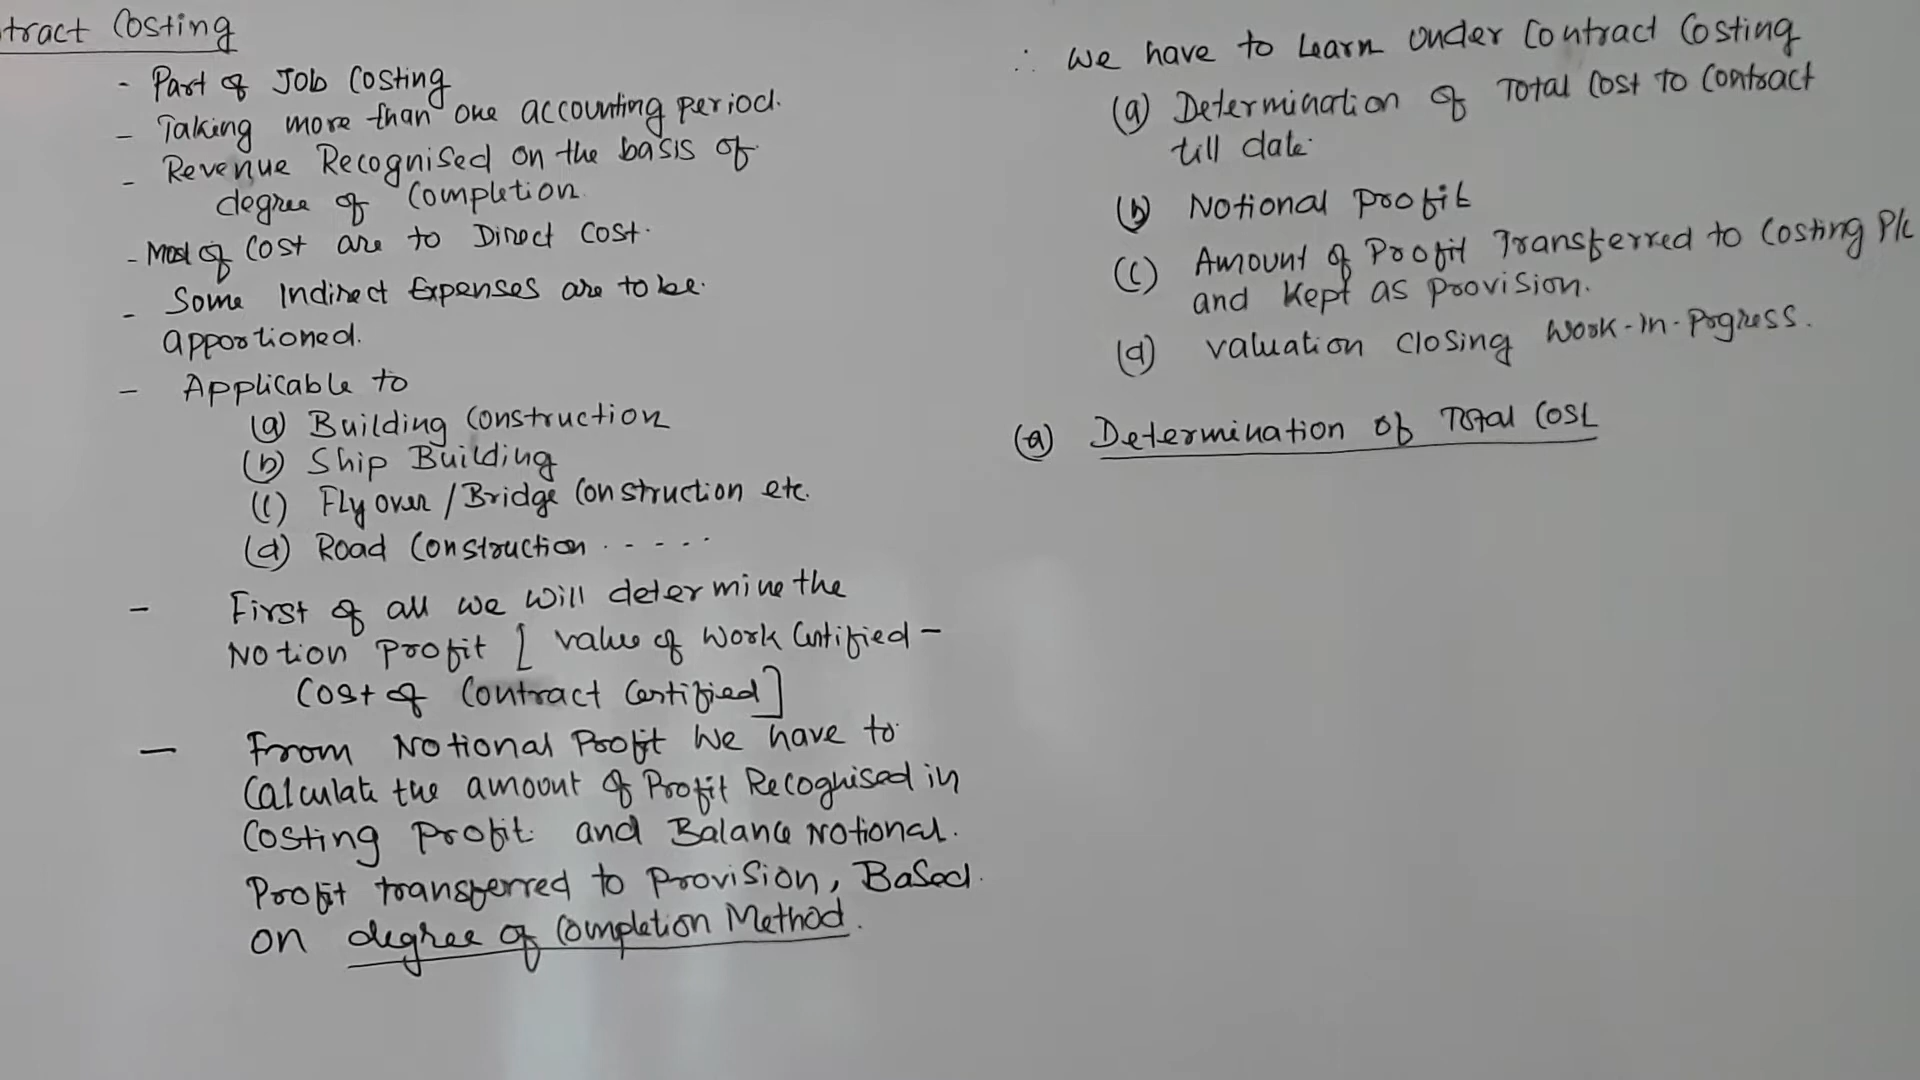 tract Costing
- Part of Job Costing
- Taking more than one accounting period.
- Revenue Recognised on the basis of
degree of Completion.
- Most of Cost are to Direct Cost.
- Some Indirect Expenses are to be
apportioned.
- Applicable to
(a) Building Construction
(b) Ship Building
(c) Flyover / Bridge Construction etc.
(d) Road Construction . - - . .
- First of all we will determine the
Notion Profit [ value of Work Certified -
Cost of Contract Certified]
- From Notional Profit We have to
Calculate the amount of Profit Recognised in
Costing Profit and Balance Notional.
Profit transferred to Provision, Based
on degree of Completion Method.
∴ We have to Learn Under Contract Costing
(a) Determination of Total Cost to Contract
till date.
(b) Notional Profit
(c) Amount of Profit Transferred to Costing P/L
and Kept as Provision.
(d) Valuation Closing Work-in-Pogress.
(a) Determination of Total Cost